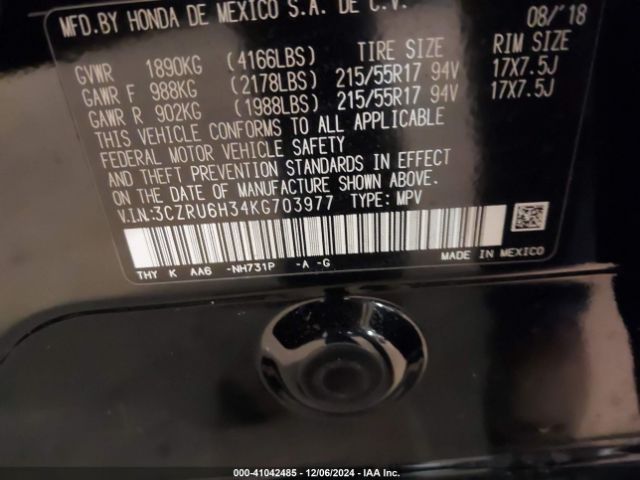 MFD.BY HONDA DE MEXICO S.A. DE C.V. 08/'18
GVWR 1890KG (4166LBS) TIRE SIZE RIM SIZE
GAWR F 988KG (2178LBS) 215/55R17 94V 17X7.5J
GAWR R 902KG (1988LBS) 215/55R17 94V 17X7.5J
THIS VEHICLE CONFORMS TO ALL APPLICABLE
FEDERAL MOTOR VEHICLE SAFETY
AND THEFT PREVENTION STANDARDS IN EFFECT
ON THE DATE OF MANUFACTURE SHOWN ABOVE.
V.I.N.:3CZRU6H34KG703977 TYPE: MPV
THY K AA6 -NH731P -A -G MADE IN MEXICO
000-41042485 - 12/06/2024 - IAA Inc.